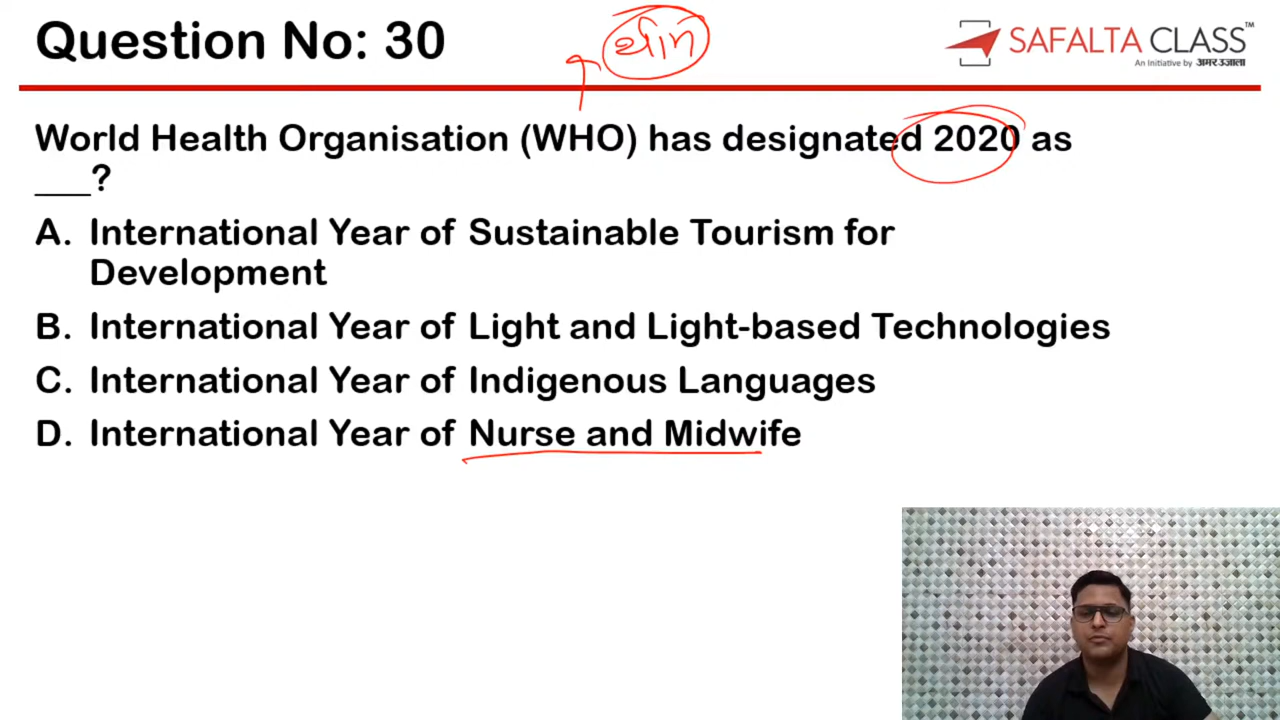 Question No: 30
SAFALTA CLASS™
An Initiative by अमर उजाला
World Health Organisation (WHO) has designated 2020 as
___?
A. International Year of Sustainable Tourism for
Development
B. International Year of Light and Light-based Technologies
C. International Year of Indigenous Languages
D. International Year of Nurse and Midwife